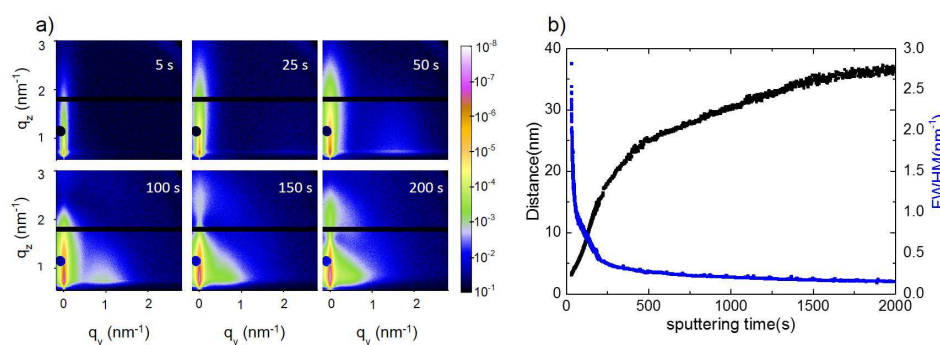 a)
3
2
1
q_z (nm⁻¹)
5 s
25 s
50 s
3
2
1
q_z (nm⁻¹)
100 s
150 s
200 s
0 2
0 2
0 2
q_y (nm⁻¹)
q_y (nm⁻¹)
q_y (nm⁻¹)
10⁻⁸
10⁻⁷
10⁻⁶
10⁻⁵
10⁻⁴
10⁻³
10⁻²
10⁻¹
b)
40
30
20
10
0
Distance(nm)
3.0
2.5
2.0
1.5
1.0
0.5
0.0
FWHM(nm⁻¹)
0 500 1000 1500 2000
sputtering time(s)